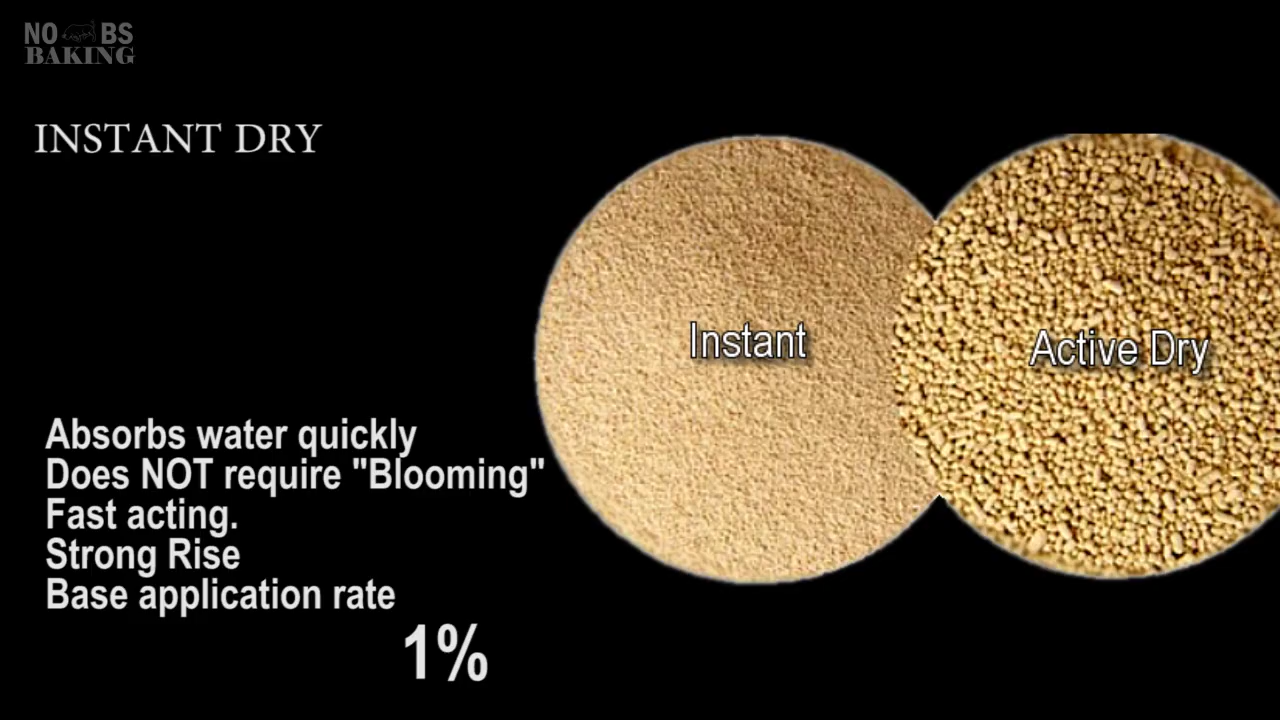 NO BS
BAKING
INSTANT DRY
Instant
Active Dry
Absorbs water quickly
Does NOT require "Blooming"
Fast acting.
Strong Rise
Base application rate
1%